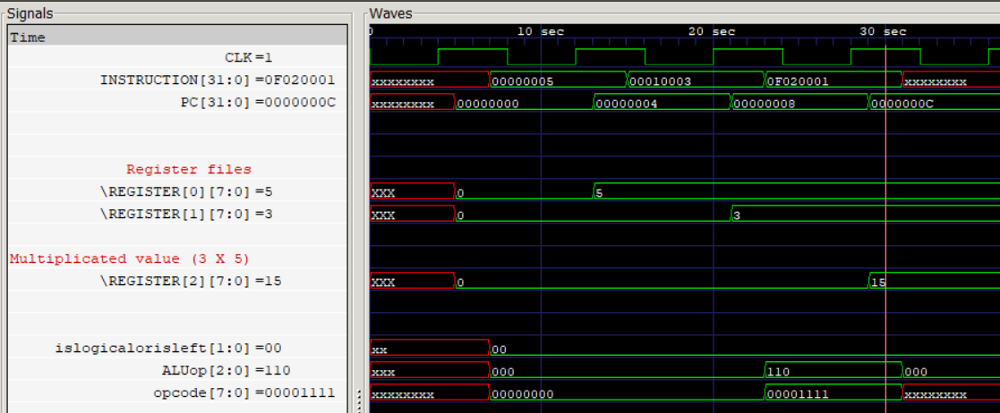 Signals
Waves
Time
0 10 sec 20 sec 30 sec
CLK=1
INSTRUCTION[31:0]=0F020001 xxxxxxxx 00000005 00010003 0F020001 xxxxxxxx
PC[31:0]=0000000C xxxxxxxx 00000000 00000004 00000008 0000000C
Register files
\REGISTER[0][7:0]=5 XXX 0 5
\REGISTER[1][7:0]=3 XXX 0 3
Multiplicated value (3 X 5)
\REGISTER[2][7:0]=15 XXX 0 15
islogicalorisleft[1:0]=00 xx 00
ALUop[2:0]=110 xxx 000 110 000
opcode[7:0]=00001111 xxxxxxxx 00000000 00001111 xxxxxxxx